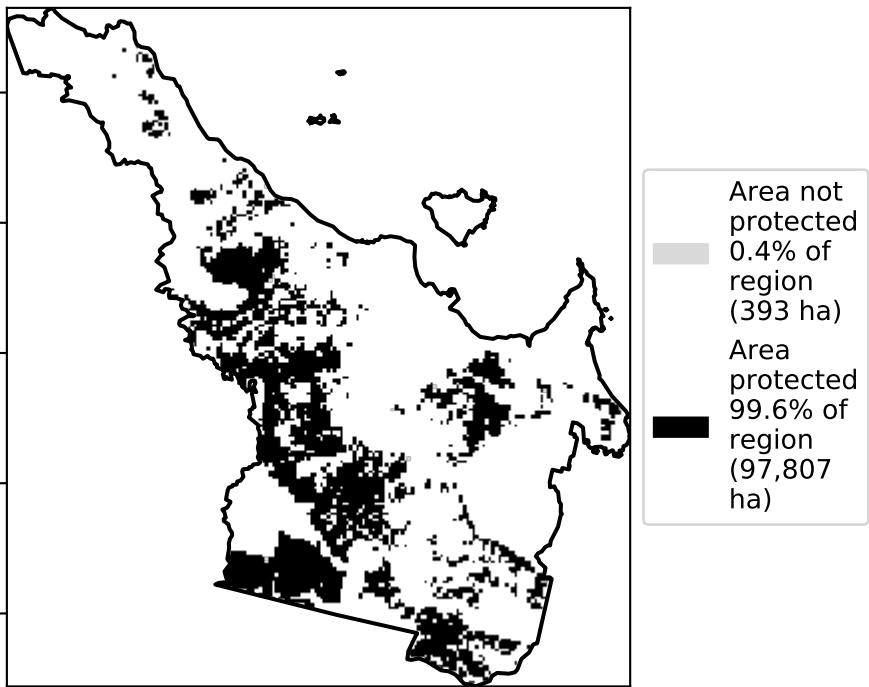 Area not
protected
0.4% of
region
(393 ha)
Area
protected
99.6% of
region
(97,807
ha)